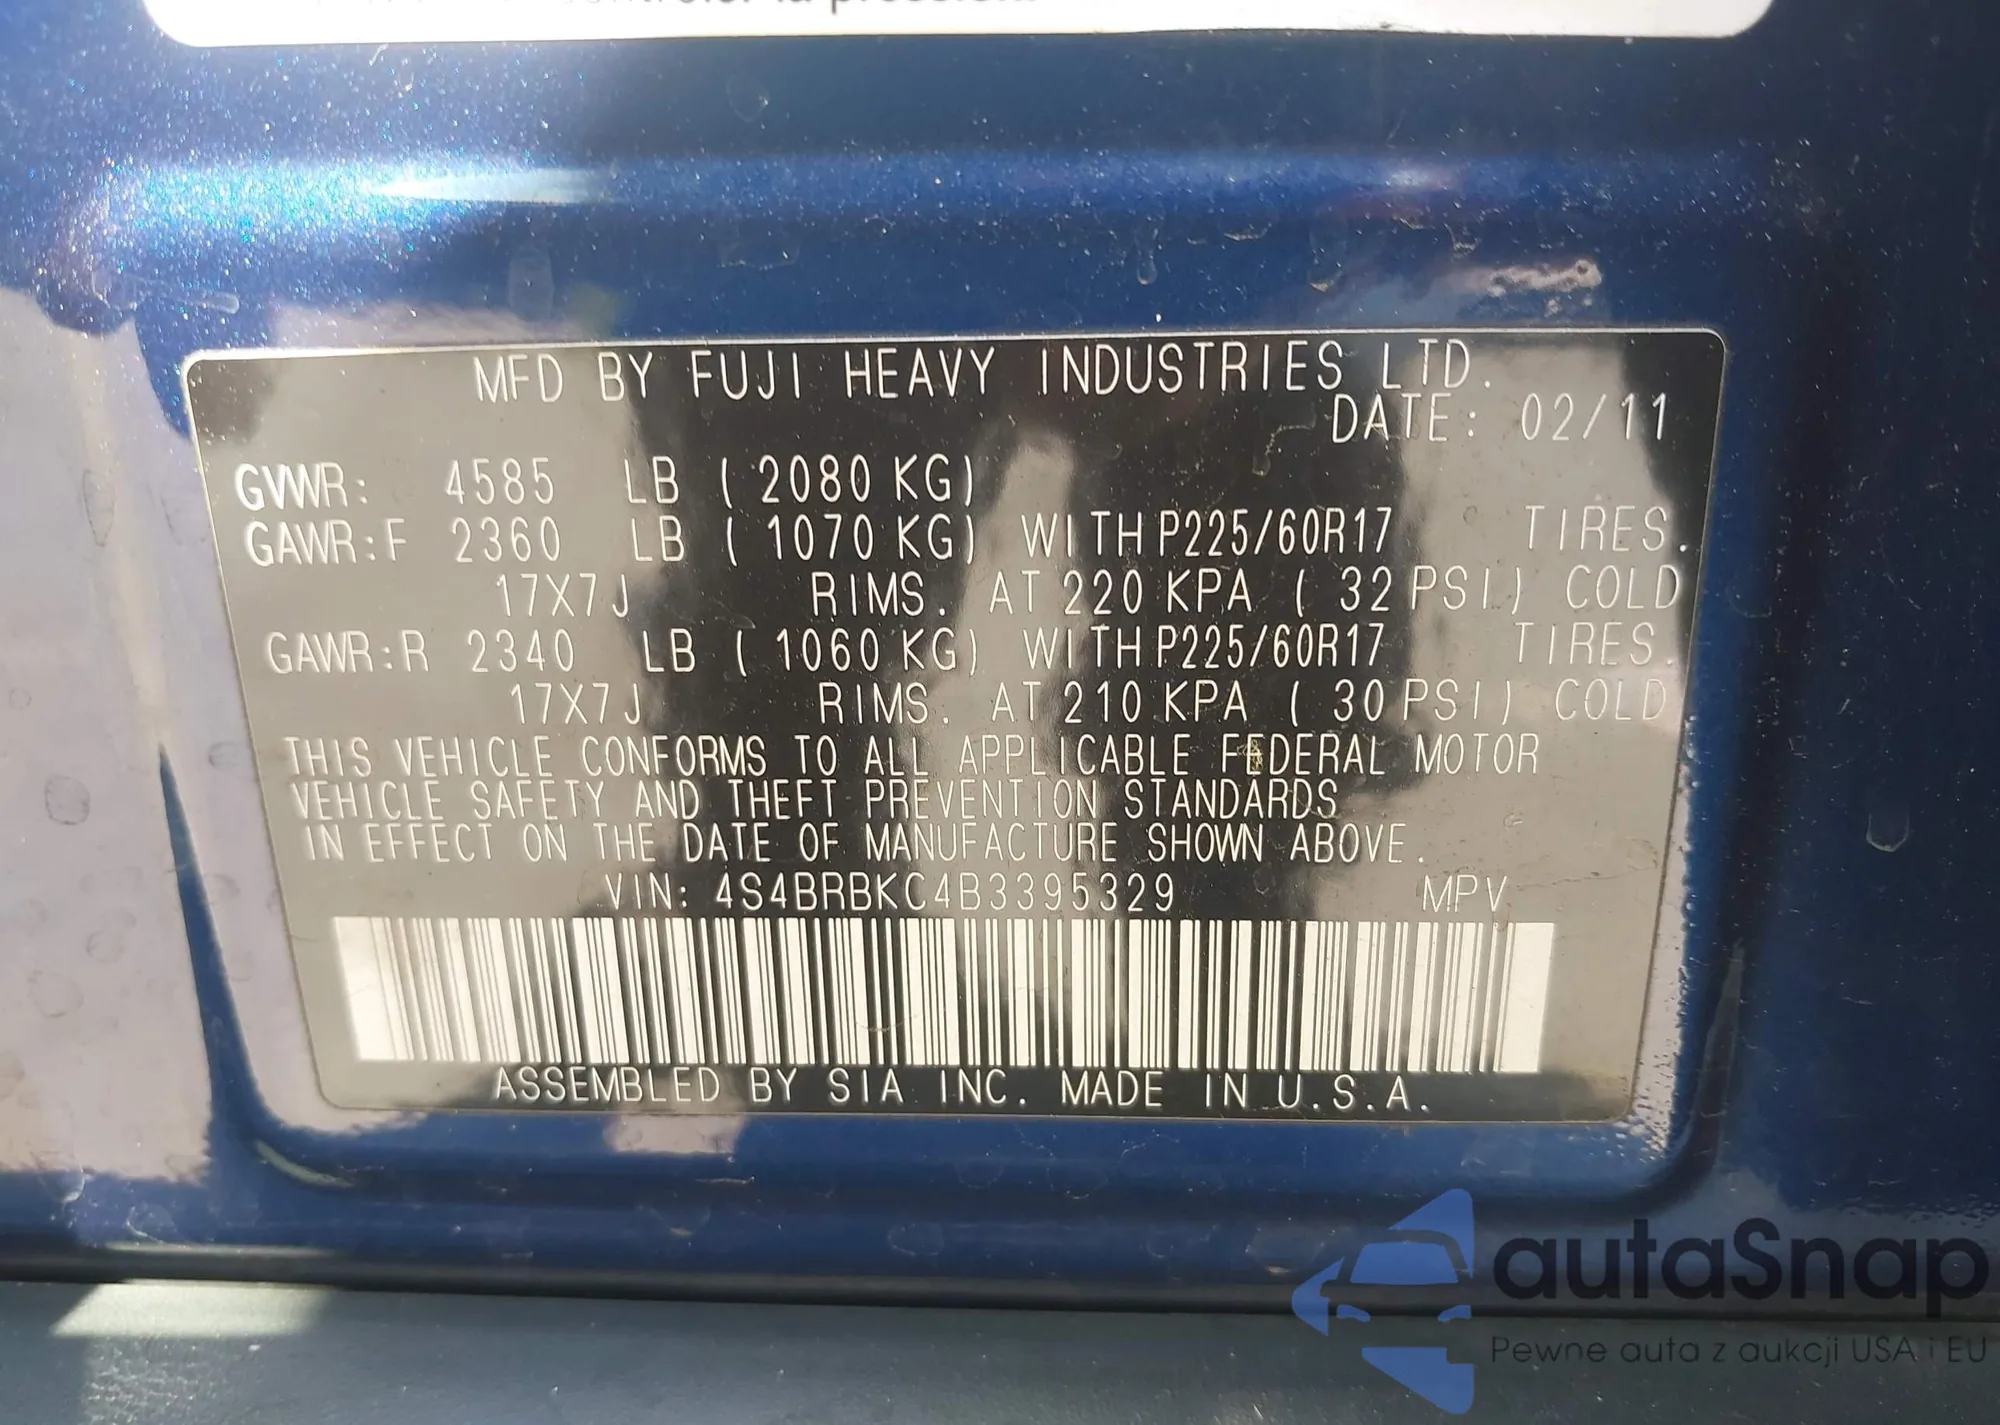 contrôler la pression.
MFD BY FUJI HEAVY INDUSTRIES LTD.
DATE: 02/11
GVWR: 4585 LB ( 2080 KG)
GAWR:F 2360 LB ( 1070 KG) WITH P225/60R17 TIRES.
17X7J RIMS. AT 220 KPA ( 32 PSI) COLD
GAWR:R 2340 LB ( 1060 KG) WITH P225/60R17 TIRES.
17X7J RIMS. AT 210 KPA ( 30 PSI) COLD
THIS VEHICLE CONFORMS TO ALL APPLICABLE FEDERAL MOTOR
VEHICLE SAFETY AND THEFT PREVENTION STANDARDS
IN EFFECT ON THE DATE OF MANUFACTURE SHOWN ABOVE.
VIN: 4S4BRBKC4B3395329 MPV
ASSEMBLED BY SIA INC. MADE IN U.S.A.
autaSnap
Pewne auta z aukcji USA i EU